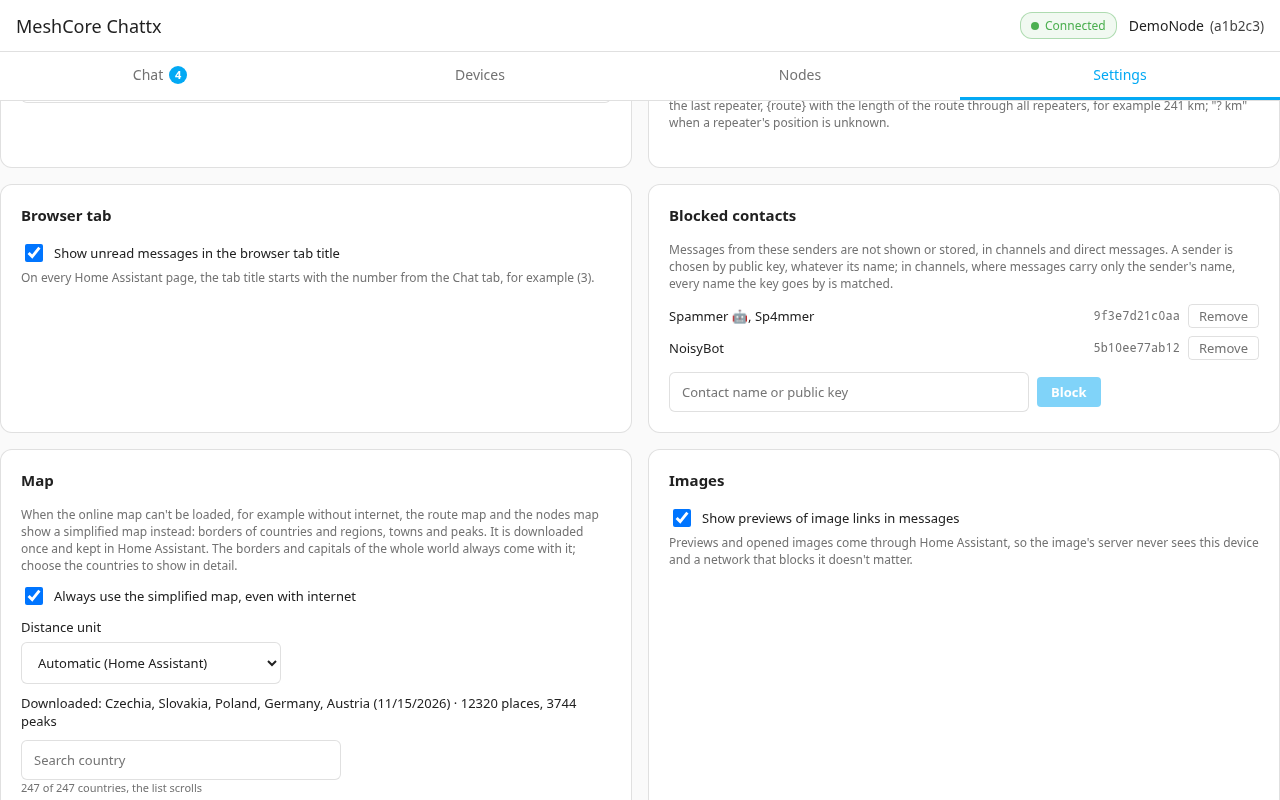 MeshCore Chattx
Connected
DemoNode (a1b2c3)
Chat 4
Devices
Nodes
Settings
the last repeater, {route} with the length of the route through all repeaters, for example 241 km; "? km"
when a repeater's position is unknown.
Browser tab
Show unread messages in the browser tab title
On every Home Assistant page, the tab title starts with the number from the Chat tab, for example (3).
Blocked contacts
Messages from these senders are not shown or stored, in channels and direct messages. A sender is
chosen by public key, whatever its name; in channels, where messages carry only the sender's name,
every name the key goes by is matched.
Spammer 🤖, Sp4mmer
9f3e7d21c0aa
Remove
NoisyBot
5b10ee77ab12
Remove
Contact name or public key
Block
Map
When the online map can't be loaded, for example without internet, the route map and the nodes map
show a simplified map instead: borders of countries and regions, towns and peaks. It is downloaded
once and kept in Home Assistant. The borders and capitals of the whole world always come with it;
choose the countries to show in detail.
Always use the simplified map, even with internet
Distance unit
Automatic (Home Assistant)
Downloaded: Czechia, Slovakia, Poland, Germany, Austria (11/15/2026) · 12320 places, 3744
peaks
Search country
247 of 247 countries, the list scrolls
Images
Show previews of image links in messages
Previews and opened images come through Home Assistant, so the image's server never sees this device
and a network that blocks it doesn't matter.